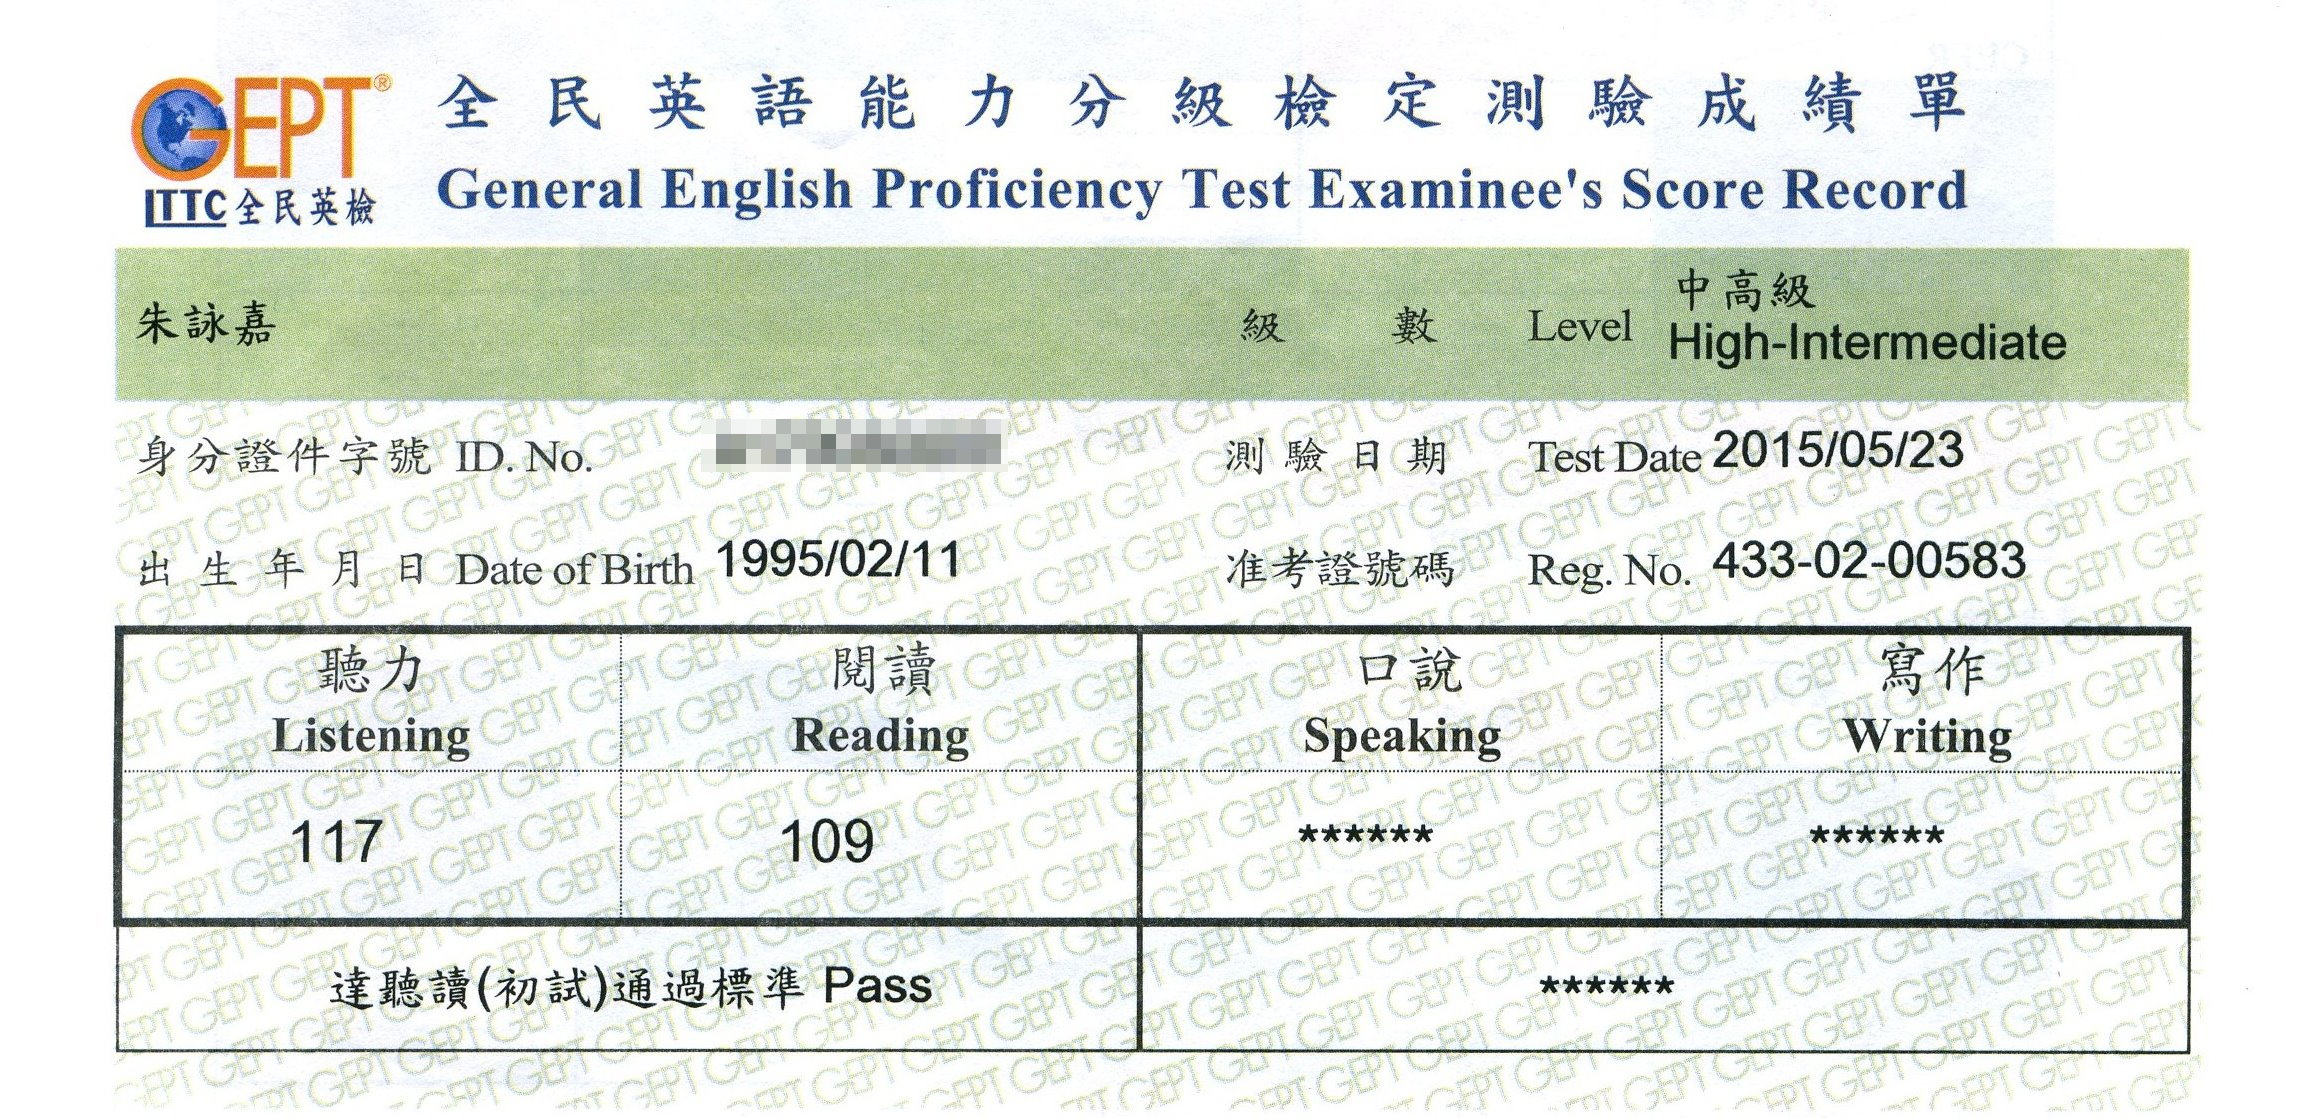 GEPT®
LTTC 全民英檢
全民英語能力分級檢定測驗成績單
General English Proficiency Test Examinee's Score Record
朱詠嘉
級數 Level 中高級
High-Intermediate
身分證件字號 ID. No.
測驗日期 Test Date 2015/05/23
出生年月日 Date of Birth 1995/02/11
准考證號碼 Reg. No. 433-02-00583
聽力 閱讀 口說 寫作
Listening Reading Speaking Writing
117 109 ****** ******
達聽讀(初試)通過標準 Pass ******